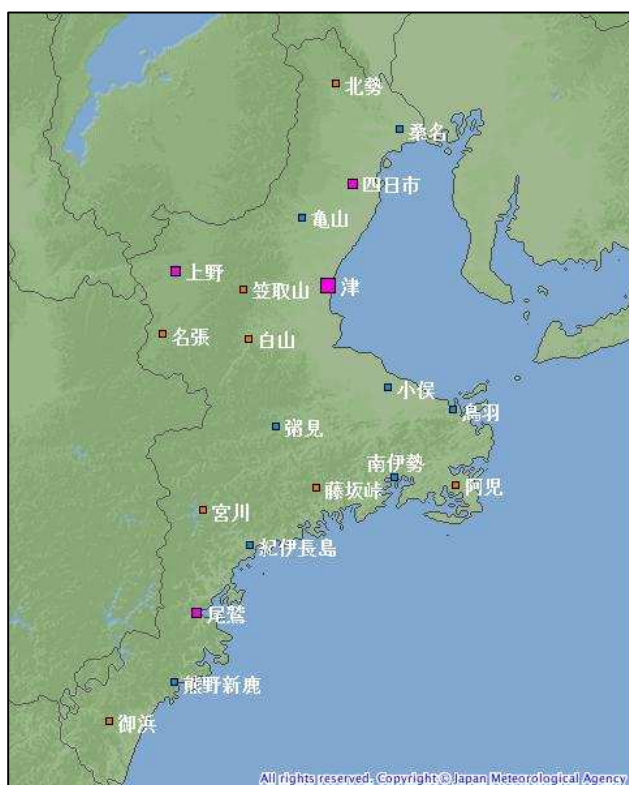 北勢
桑名
四日市
亀山
上野
笠取山
津
名張
白山
小俣
鳥羽
粥見
南伊勢
藤坂峠
阿児
宮川
紀伊長島
尾鷲
熊野新鹿
御浜
All rights reserved. Copyright © Japan Meteorological Agency